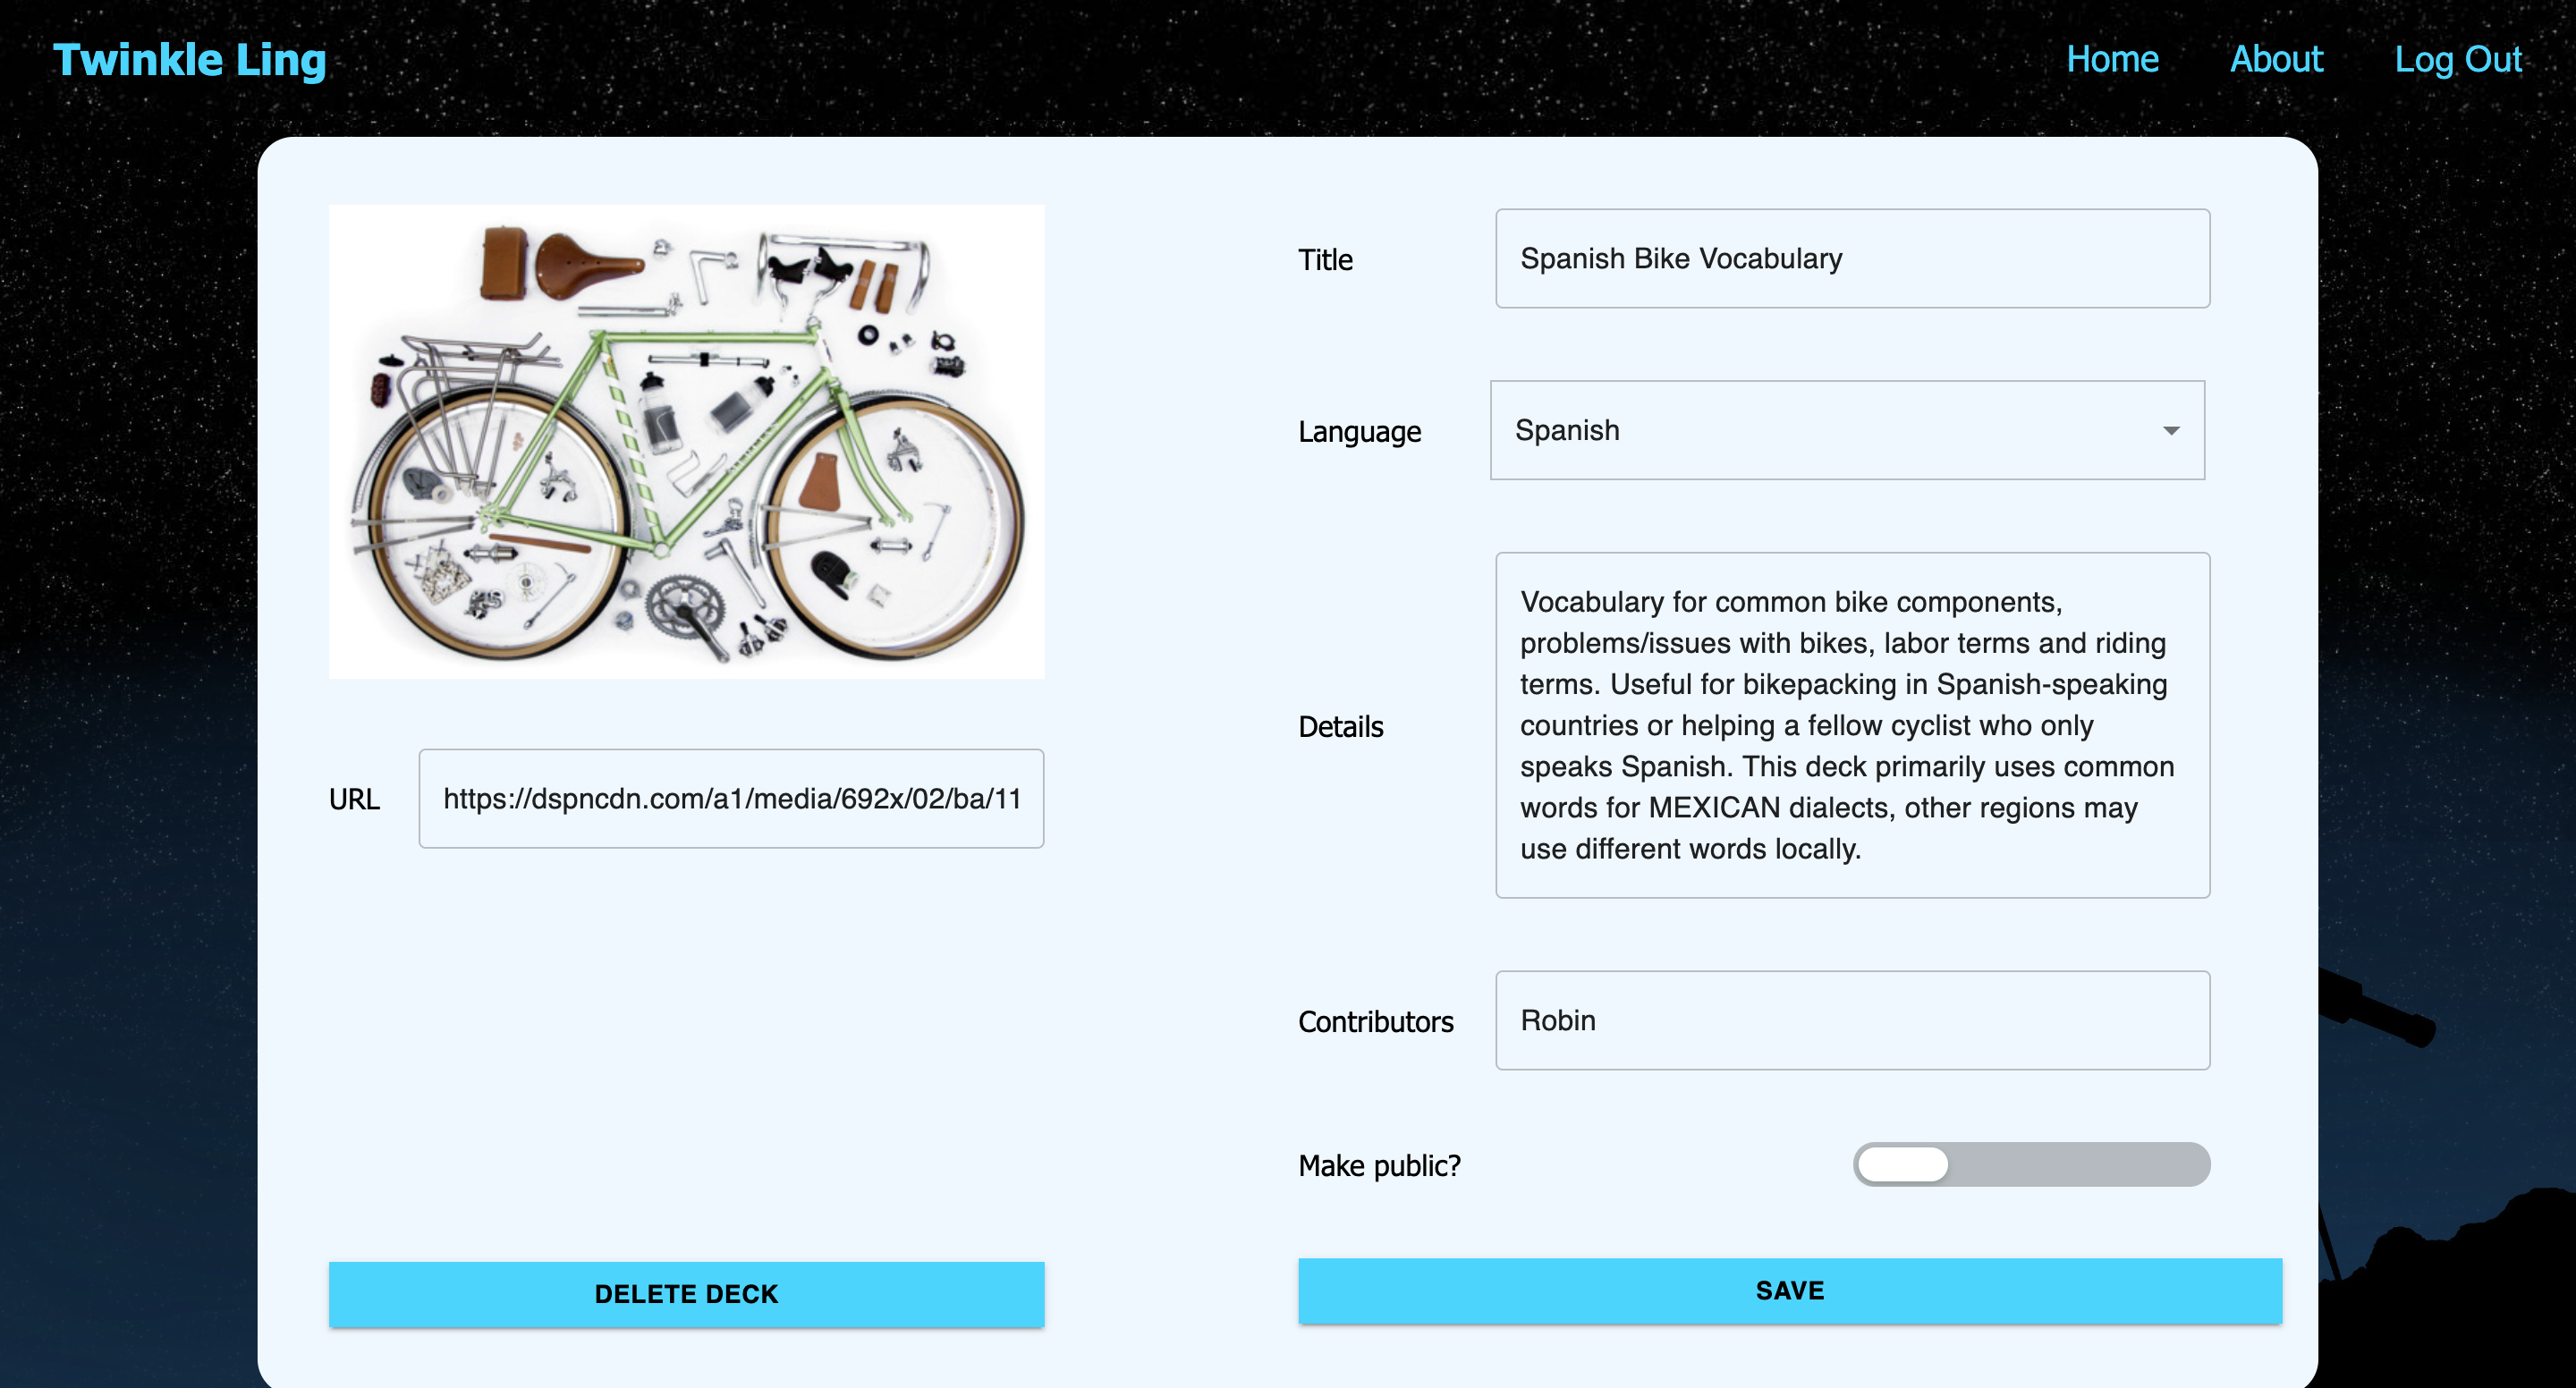 Twinkle Ling
Home
About
Log Out
Title
Spanish Bike Vocabulary
Language
Spanish
Details
Vocabulary for common bike components,
problems/issues with bikes, labor terms and riding
terms. Useful for bikepacking in Spanish-speaking
countries or helping a fellow cyclist who only
speaks Spanish. This deck primarily uses common
words for MEXICAN dialects, other regions may
use different words locally.
URL
https://dspncdn.com/a1/media/692x/02/ba/11
Contributors
Robin
Make public?
DELETE DECK
SAVE